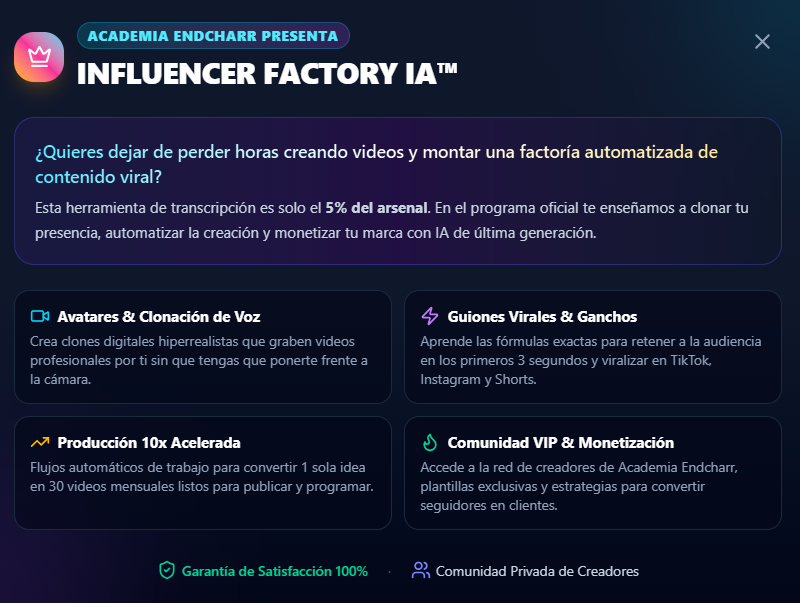 ACADEMIA ENDCHARR PRESENTA
INFLUENCER FACTORY IA™
¿Quieres dejar de perder horas creando videos y montar una factoría automatizada de
contenido viral?
Esta herramienta de transcripción es solo el 5% del arsenal. En el programa oficial te enseñamos a clonar tu
presencia, automatizar la creación y monetizar tu marca con IA de última generación.
Avatares & Clonación de Voz
Crea clones digitales hiperrealistas que graben videos
profesionales por ti sin que tengas que ponerte frente a
la cámara.
Guiones Virales & Ganchos
Aprende las fórmulas exactas para retener a la audiencia
en los primeros 3 segundos y viralizar en TikTok,
Instagram y Shorts.
Producción 10x Acelerada
Flujos automáticos de trabajo para convertir 1 sola idea
en 30 videos mensuales listos para publicar y programar.
Comunidad VIP & Monetización
Accede a la red de creadores de Academia Endcharr,
plantillas exclusivas y estrategias para convertir
seguidores en clientes.
Garantía de Satisfacción 100% · Comunidad Privada de Creadores